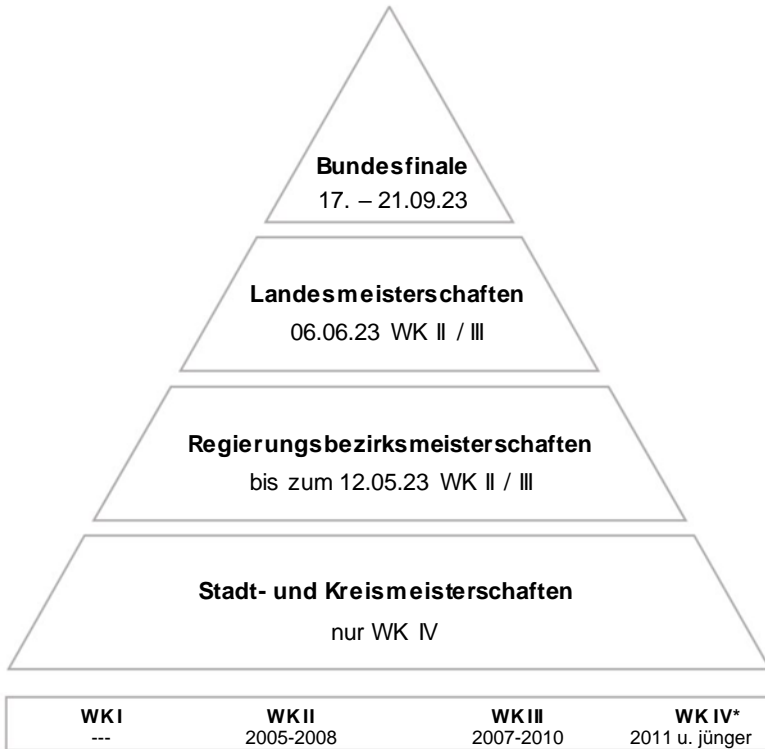 Bundesfinale
17. – 21.09.23
Landesmeisterschaften
06.06.23 WK II / III
Regierungsbezirksmeisterschaften
bis zum 12.05.23 WK II / III
Stadt- und Kreismeisterschaften
nur WK IV
WK I WK II WK III WK IV*
--- 2005-2008 2007-2010 2011 u. jünger